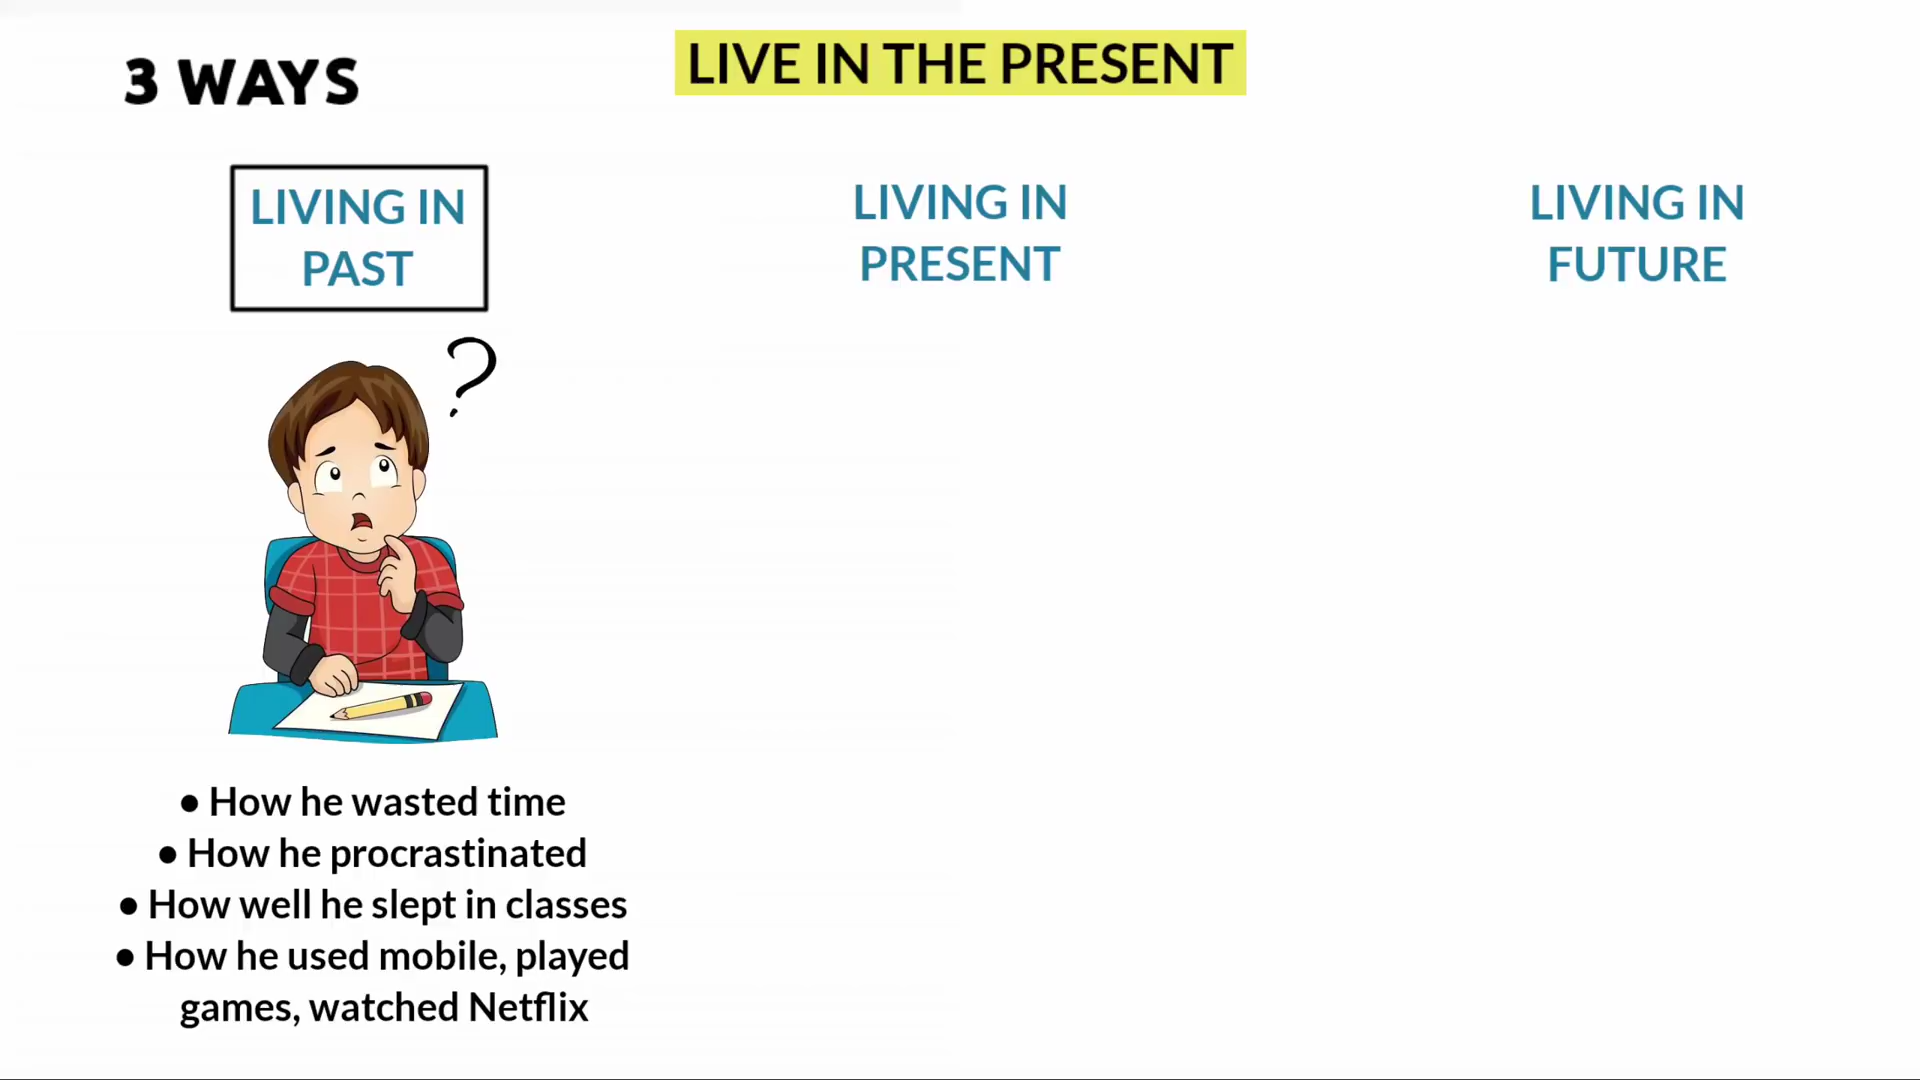 3 WAYS
LIVE IN THE PRESENT
LIVING IN
PAST
LIVING IN
PRESENT
LIVING IN
FUTURE
?
● How he wasted time
● How he procrastinated
● How well he slept in classes
● How he used mobile, played
games, watched Netflix